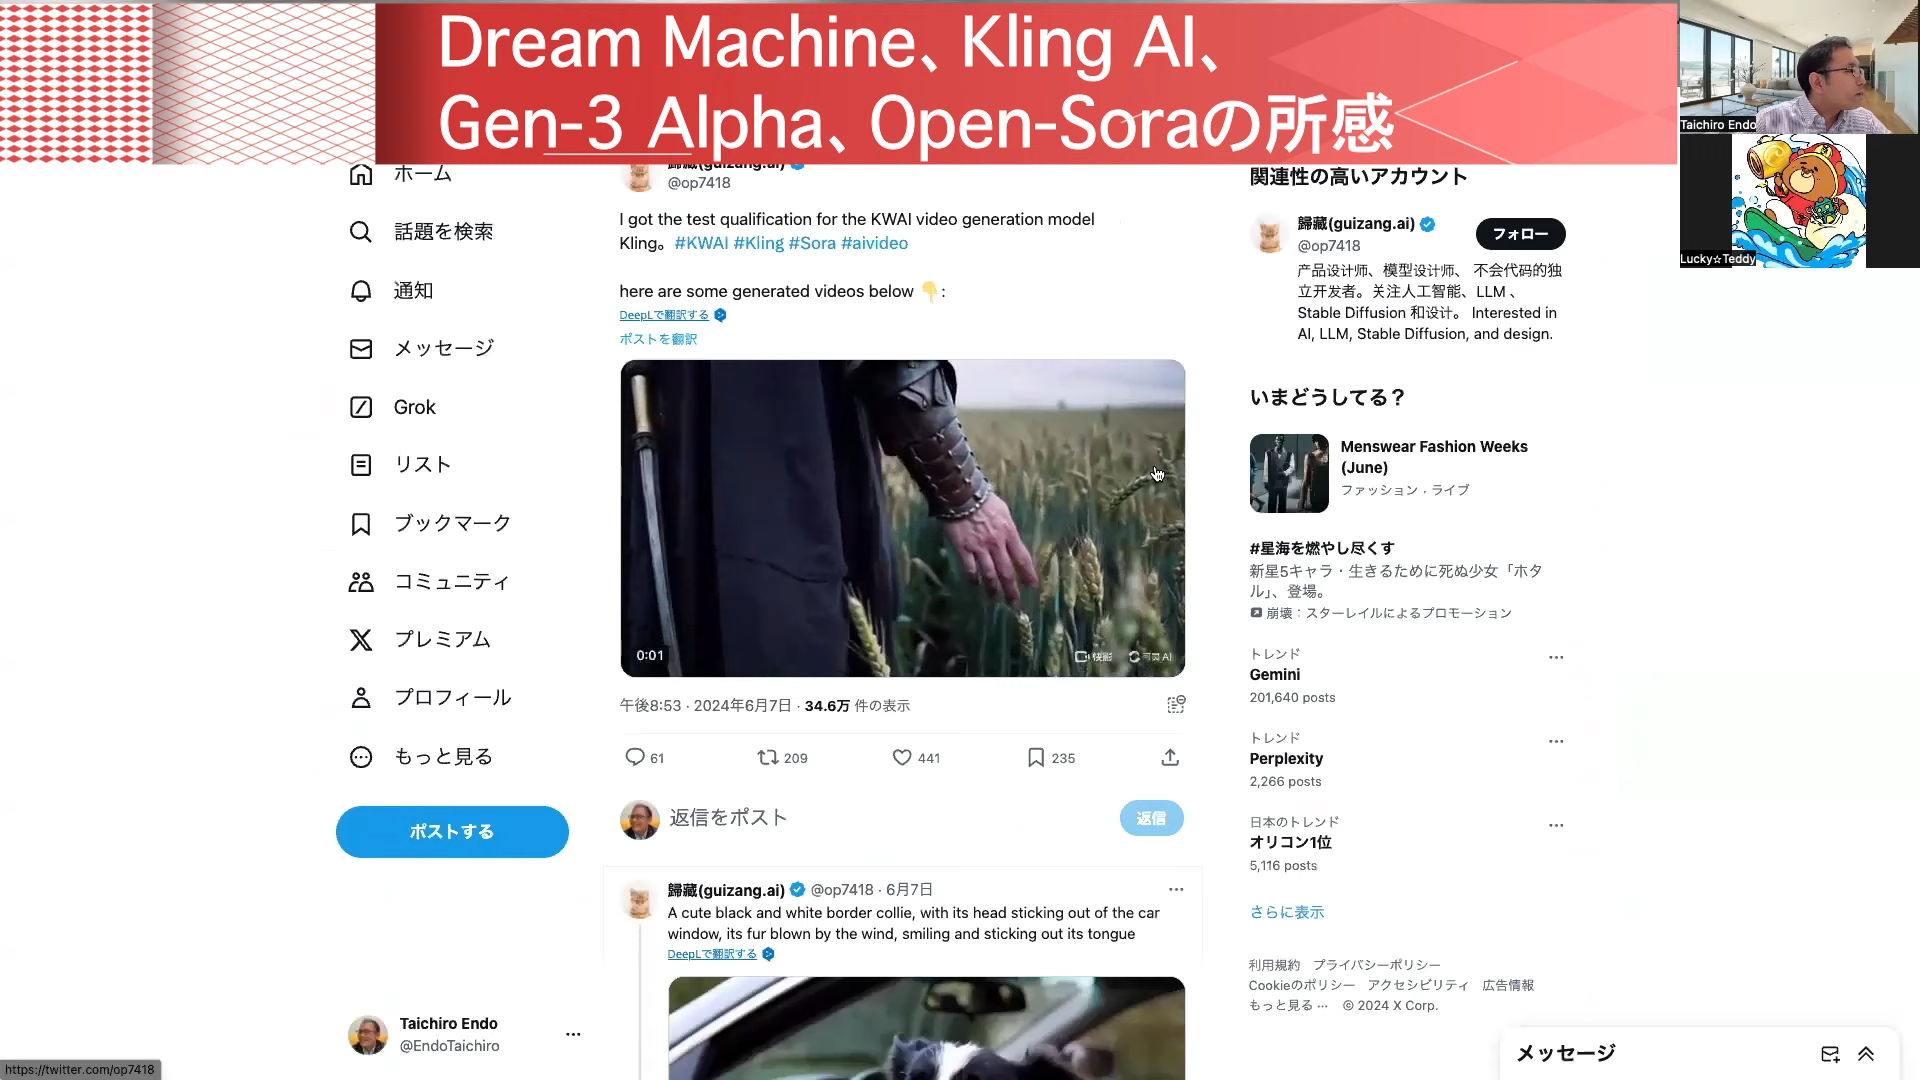 Dream Machine、Kling AI、
Gen-3 Alpha、Open-Soraの所感
Taichiro Endo
Lucky☆Teddy
ホーム
話題を検索
通知
メッセージ
Grok
リスト
ブックマーク
コミュニティ
プレミアム
プロフィール
もっと見る
ポストする
Taichiro Endo
@EndoTaichiro
https://twitter.com/op7418
歸藏(guizang.ai)
@op7418
I got the test qualification for the KWAI video generation model
Kling。 #KWAI #Kling #Sora #aivideo
here are some generated videos below 👇:
DeepLで翻訳する
ポストを翻訳
0:01
快影 可灵 AI
午後8:53 · 2024年6月7日 · 34.6万 件の表示
61 209 441 235
返信をポスト
返信
歸藏(guizang.ai) @op7418 · 6月7日
A cute black and white border collie, with its head sticking out of the car
window, its fur blown by the wind, smiling and sticking out its tongue
DeepLで翻訳する
関連性の高いアカウント
歸藏(guizang.ai)
@op7418
フォロー
产品设计师、模型设计师、 不会代码的独
立开发者。关注人工智能、LLM 、
Stable Diffusion 和设计。 Interested in
AI, LLM, Stable Diffusion, and design.
いまどうしてる？
Menswear Fashion Weeks
(June)
ファッション · ライブ
#星海を燃やし尽くす
新星5キャラ・生きるために死ぬ少女「ホタ
ル」、登場。
崩壊：スターレイルによるプロモーション
トレンド
Gemini
201,640 posts
トレンド
Perplexity
2,266 posts
日本のトレンド
オリコン1位
5,116 posts
さらに表示
利用規約 プライバシーポリシー
Cookieのポリシー アクセシビリティ 広告情報
もっと見る ··· © 2024 X Corp.
メッセージ